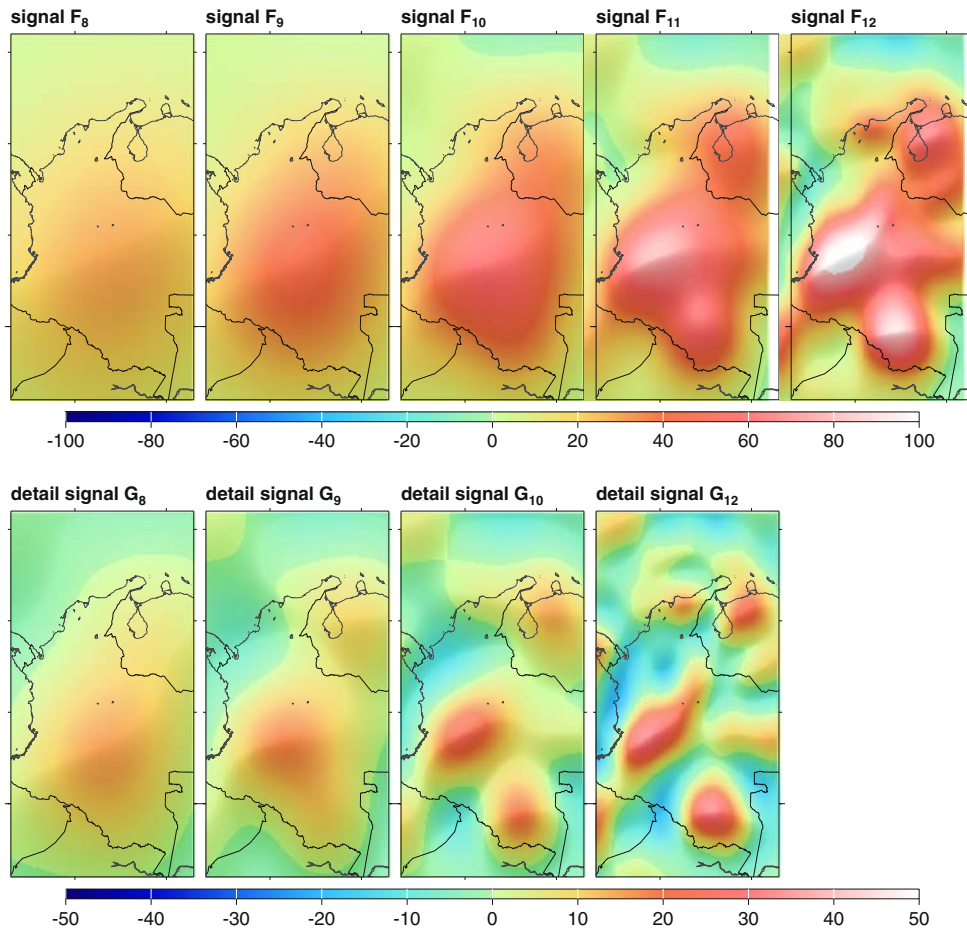 signal F₈ signal F₉ signal F₁₀ signal F₁₁ signal F₁₂
-100 -80 -60 -40 -20 0 20 40 60 80 100
detail signal G₈ detail signal G₉ detail signal G₁₀ detail signal G₁₂
-50 -40 -30 -20 -10 0 10 20 30 40 50